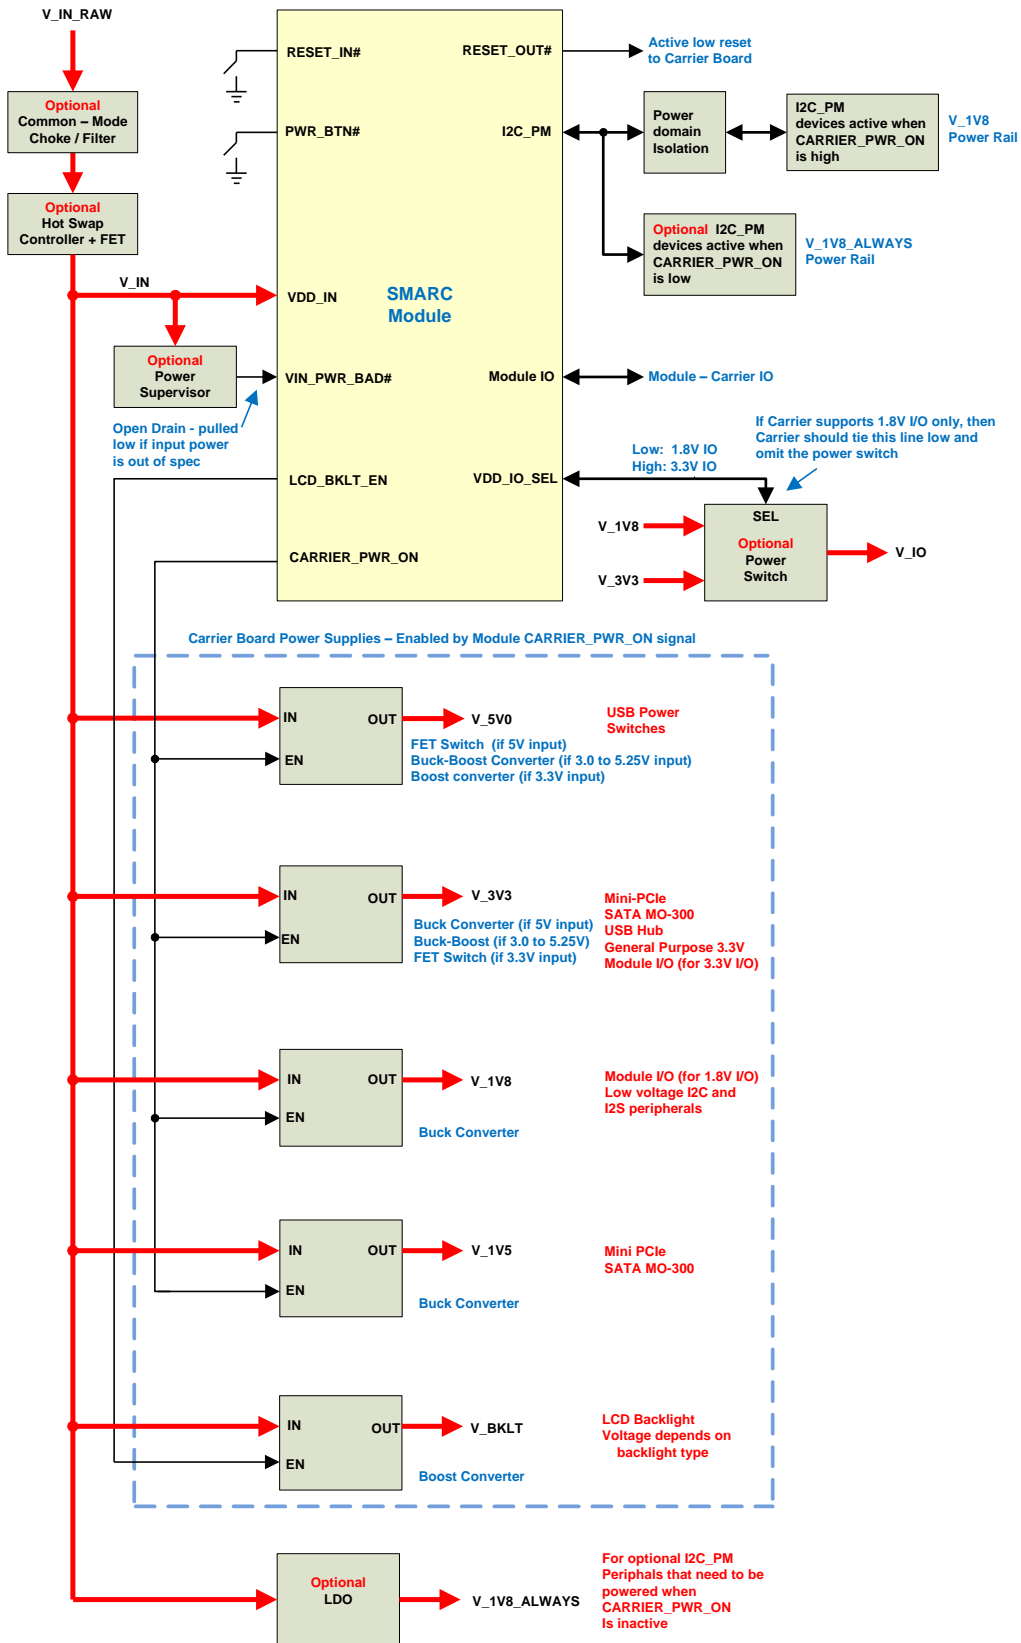 V_IN_RAW
Optional
Common – Mode
Choke / Filter
Optional
Hot Swap
Controller + FET
V_IN
Optional
Power
Supervisor
Open Drain - pulled
low if input power
is out of spec
RESET_IN#
PWR_BTN#
VDD_IN
VIN_PWR_BAD#
LCD_BKLT_EN
CARRIER_PWR_ON
SMARC
Module
RESET_OUT#
I2C_PM
Module IO
VDD_IO_SEL
Active low reset
to Carrier Board
Power
domain
Isolation
I2C_PM
devices active when
CARRIER_PWR_ON
is high
V_1V8
Power Rail
Optional I2C_PM
devices active when
CARRIER_PWR_ON
is low
V_1V8_ALWAYS
Power Rail
Module – Carrier IO
If Carrier supports 1.8V I/O only, then
Carrier should tie this line low and
omit the power switch
Low: 1.8V IO
High: 3.3V IO
V_1V8
V_3V3
SEL
Optional
Power
Switch
V_IO
Carrier Board Power Supplies – Enabled by Module CARRIER_PWR_ON signal
IN
OUT
EN
V_5V0
FET Switch (if 5V input)
Buck-Boost Converter (if 3.0 to 5.25V input)
Boost converter (if 3.3V input)
USB Power
Switches
IN
OUT
EN
V_3V3
Buck Converter (if 5V input)
Buck-Boost (if 3.0 to 5.25V)
FET Switch (if 3.3V input)
Mini-PCIe
SATA MO-300
USB Hub
General Purpose 3.3V
Module I/O (for 3.3V I/O)
IN
OUT
EN
V_1V8
Buck Converter
Module I/O (for 1.8V I/O)
Low voltage I2C and
I2S peripherals
IN
OUT
EN
V_1V5
Buck Converter
Mini PCIe
SATA MO-300
IN
OUT
EN
V_BKLT
Boost Converter
LCD Backlight
Voltage depends on
backlight type
Optional
LDO
V_1V8_ALWAYS
For optional I2C_PM
Periphals that need to be
powered when
CARRIER_PWR_ON
Is inactive